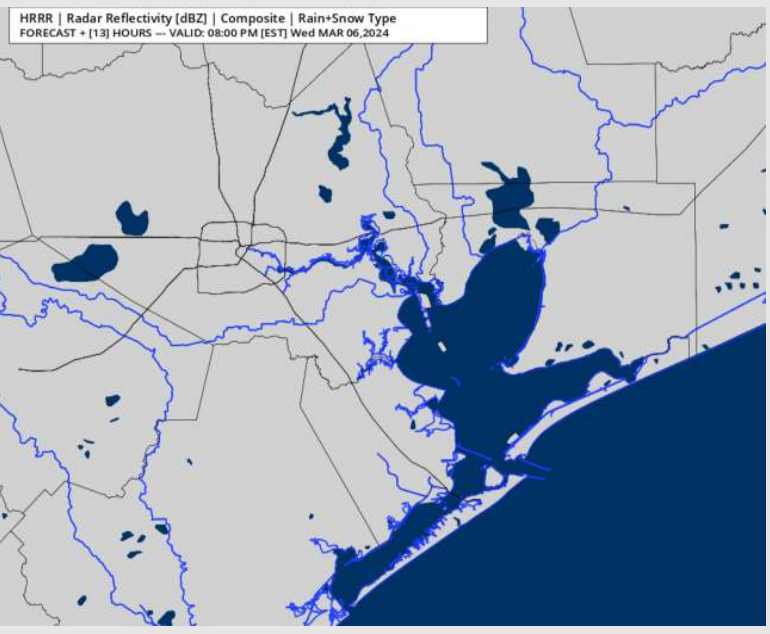 HRRR | Radar Reflectivity [dBZ] | Composite | Rain+Snow Type
FORECAST + [13] HOURS --- VALID: 08:00 PM [EST] Wed MAR 06,2024